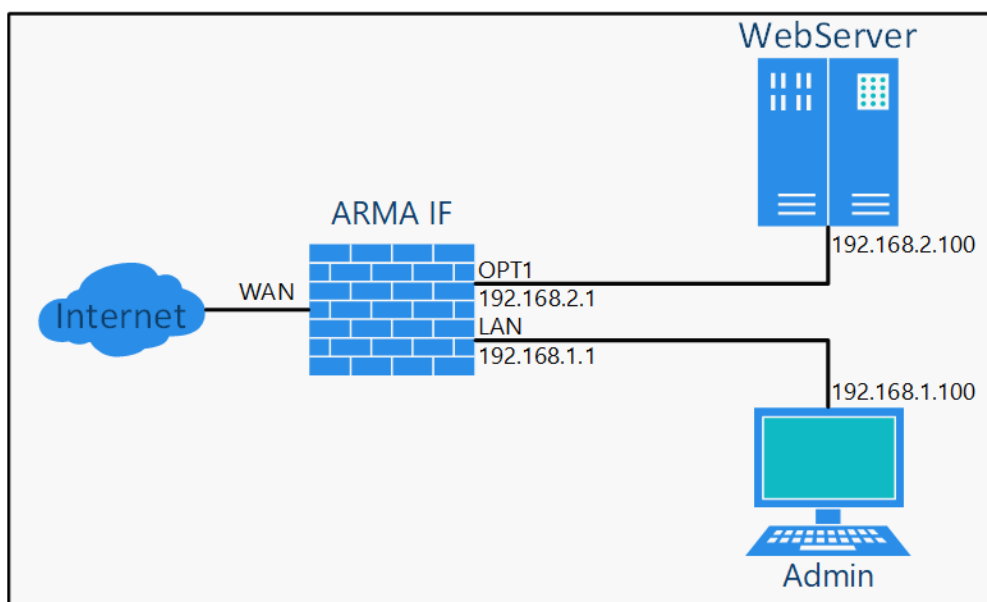 WebServer
192.168.2.100
ARMA IF
OPT1
192.168.2.1
WAN
Internet
LAN
192.168.1.1
192.168.1.100
Admin